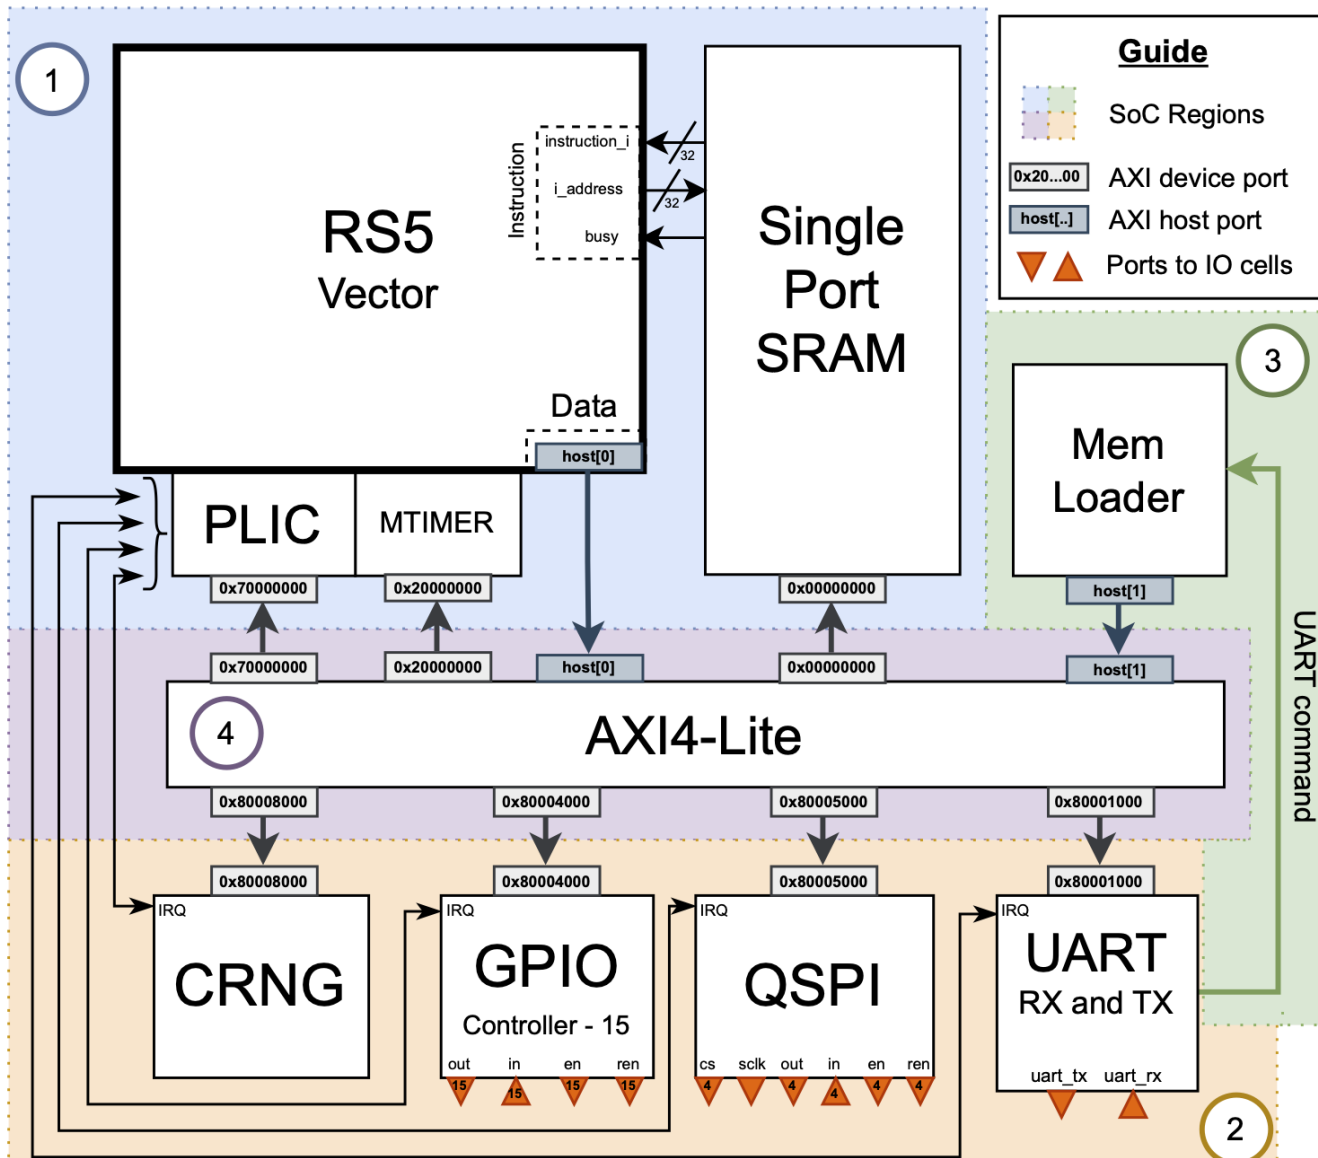 1
RS5
Vector
Instruction
instruction_i
i_address
busy
32
32
Data
host[0]
Single
Port
SRAM
Guide
SoC Regions
0x20...00
AXI device port
host[..]
AXI host port
Ports to IO cells
3
Mem
Loader
host[1]
UART command
PLIC
MTIMER
0x70000000
0x20000000
0x00000000
0x70000000
0x20000000
host[0]
0x00000000
host[1]
4
AXI4-Lite
0x80008000
0x80004000
0x80005000
0x80001000
0x80008000
0x80004000
0x80005000
0x80001000
IRQ
CRNG
IRQ
GPIO
Controller - 15
out
in
en
ren
15
15
15
15
IRQ
QSPI
cs
sclk
out
in
en
ren
4
4
4
4
4
IRQ
UART
RX and TX
uart_tx
uart_rx
2